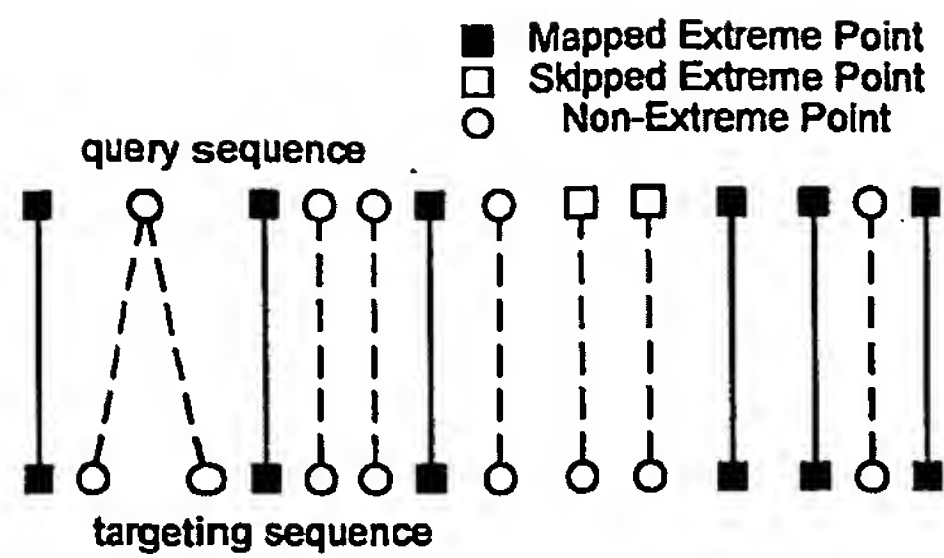 Mapped Extreme Point
Skipped Extreme Point
Non-Extreme Point
query sequence
targeting sequence